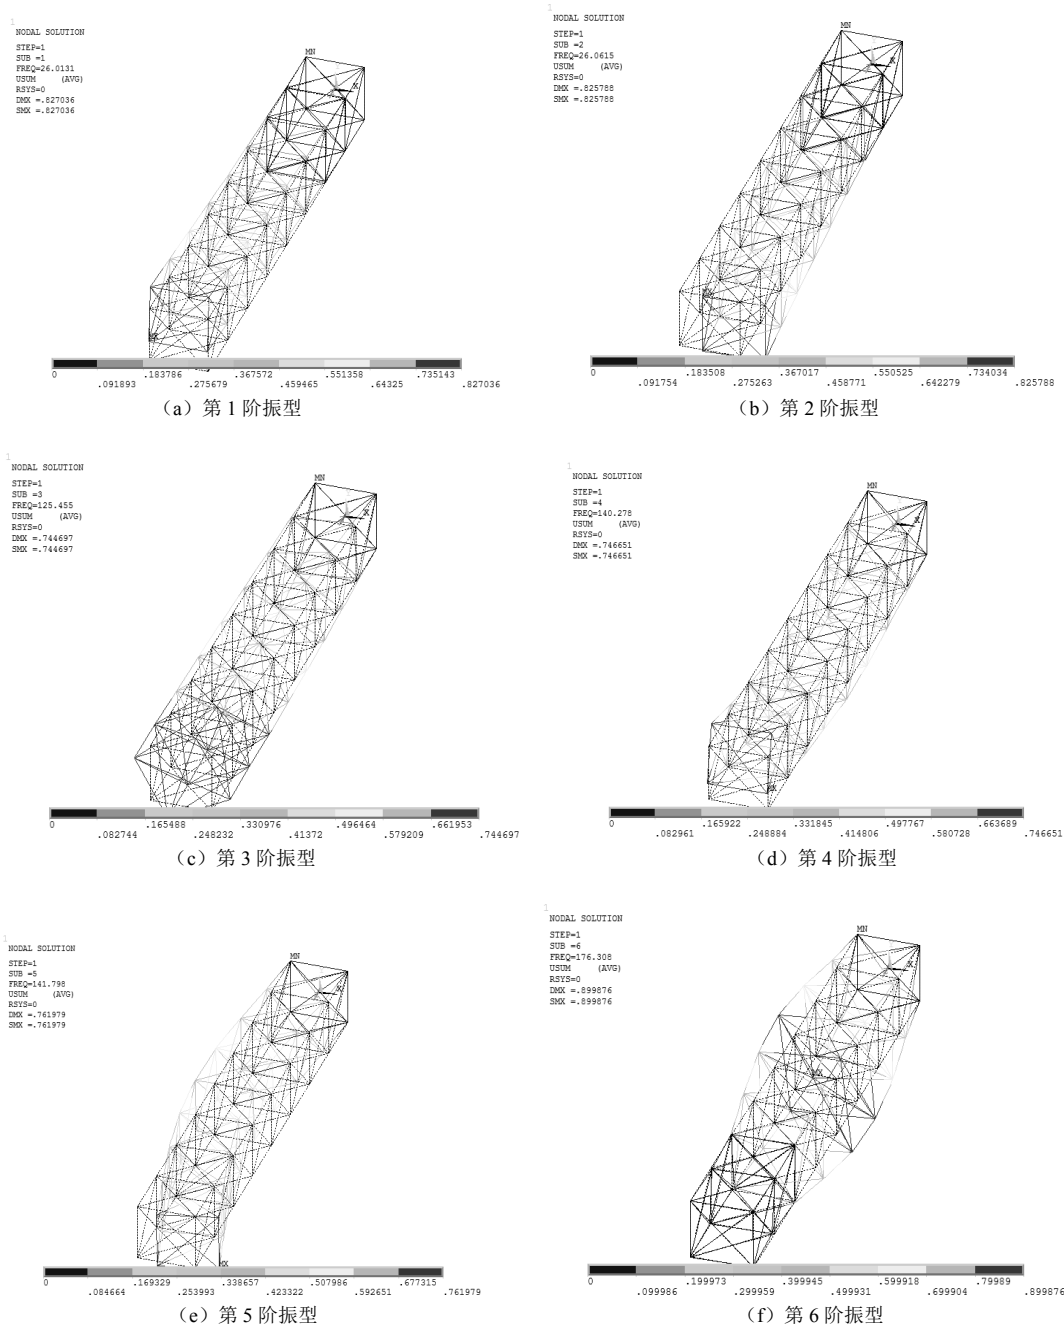 1
NODAL SOLUTION
STEP=1
SUB =1
FREQ=26.0131
USUM (AVG)
RSYS=0
DMX =.827036
SMX =.827036
MN
X
MX
0 .183786 .367572 .551358 .735143
.091893 .275679 .459465 .64325 .827036
（a）第 1 阶振型
NODAL SOLUTION
STEP=1
SUB =2
FREQ=26.0615
USUM (AVG)
RSYS=0
DMX =.825788
SMX =.825788
MN
X
MX
0 .183508 .367017 .550525 .734034
.091754 .275263 .458771 .642279 .825788
（b）第 2 阶振型
1
NODAL SOLUTION
STEP=1
SUB =3
FREQ=125.455
USUM (AVG)
RSYS=0
DMX =.744697
SMX =.744697
MN
X
0 .165488 .330976 .496464 .661953
.082744 .248232 .41372 .579209 .744697
（c）第 3 阶振型
1
NODAL SOLUTION
STEP=1
SUB =4
FREQ=140.278
USUM (AVG)
RSYS=0
DMX =.746651
SMX =.746651
MN
X
MX
0 .165922 .331845 .497767 .663689
.082961 .248884 .414806 .580728 .746651
（d）第 4 阶振型
1
NODAL SOLUTION
STEP=1
SUB =5
FREQ=141.798
USUM (AVG)
RSYS=0
DMX =.761979
SMX =.761979
MN
X
MX
0 .169329 .338657 .507986 .677315
.084664 .253993 .423322 .592651 .761979
（e）第 5 阶振型
1
NODAL SOLUTION
STEP=1
SUB =6
FREQ=176.308
USUM (AVG)
RSYS=0
DMX =.899876
SMX =.899876
MN
X
MX
0 .199973 .399945 .599918 .79989
.099986 .299959 .499931 .699904 .899876
（f）第 6 阶振型